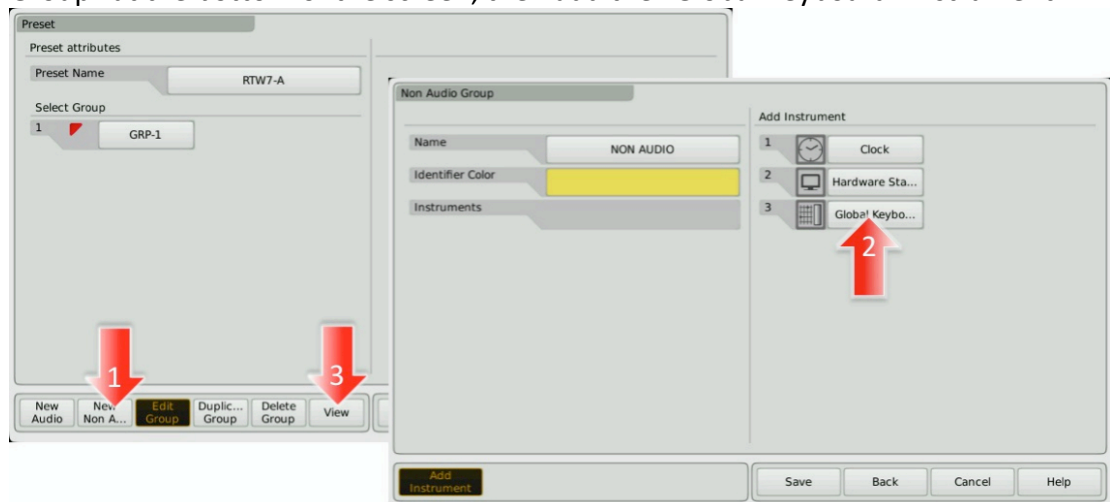 Preset
Preset attributes
Preset Name
RTW7-A
Select Group
1
GRP-1
1
3
New Audio
Non A...
Edit Group
Duplic... Group
Delete Group
View
Non Audio Group
Name
NON AUDIO
Identifier Color
Instruments
Add Instrument
1
Clock
2
Hardware Sta...
3
Global Keybo...
2
Add Instrument
Save
Back
Cancel
Help